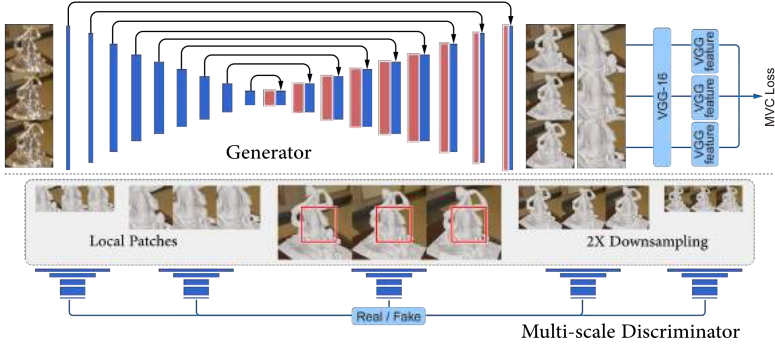 Generator
VGG-16
VGG
feature
VGG
feature
VGG
feature
MVC Loss
Local Patches
2X Downsampling
Real / Fake
Multi-scale Discriminator